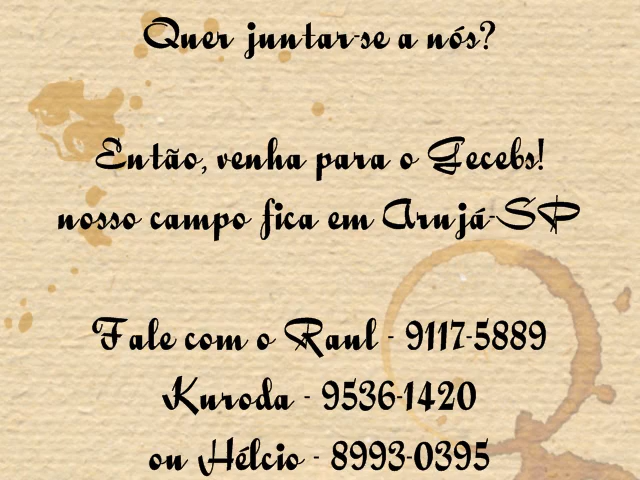 Quer juntar-se a nós?
Então, venha para o Gecebs!
nosso campo fica em Arujá-SP
Fale com o Raul - 9117-5889
Kuroda - 9536-1420
ou Hélcio - 8993-0395